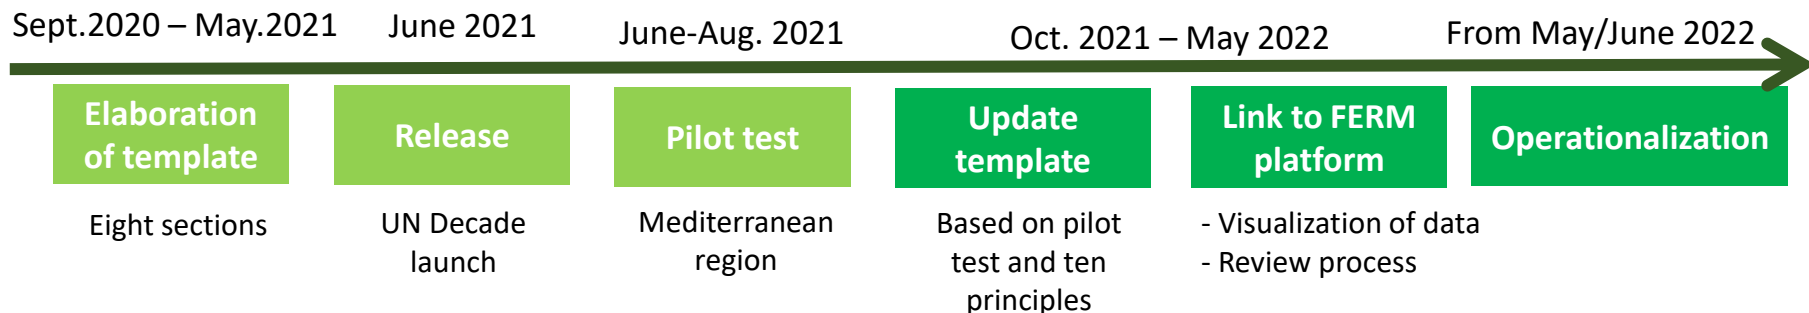 Sept.2020 – May.2021
June 2021
June-Aug. 2021
Oct. 2021 – May 2022
From May/June 2022
Elaboration
of template
Release
Pilot test
Update
template
Link to FERM
platform
Operationalization
Eight sections
UN Decade
launch
Mediterranean
region
Based on pilot
test and ten
principles
- Visualization of data
- Review process